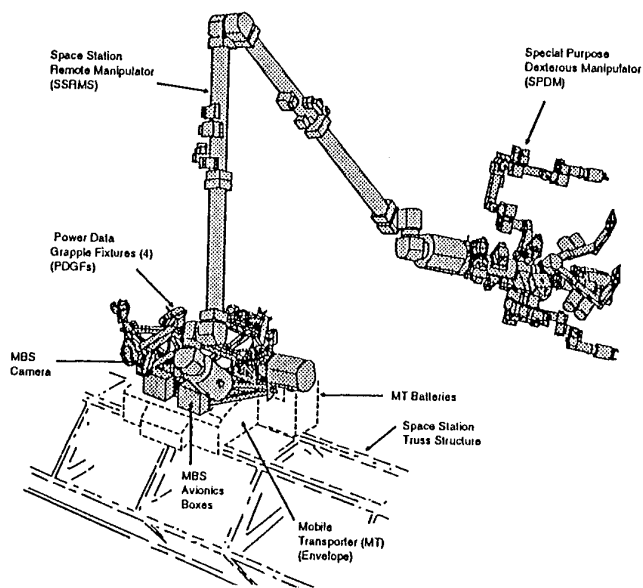 Space Station
Remote Manipulator
(SSRMS)
Special Purpose
Dexterous Manipulator
(SPDM)
Power Data
Grapple Fixtures (4)
(PDGFs)
MBS
Camera
MT Batteries
Space Station
Truss Structure
MBS
Avionics
Boxes
Mobile
Transporter (MT)
(Envelope)